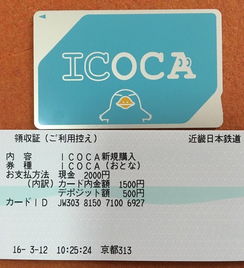 ICOCA
領収証(ご利用控え) 近畿日本鉄道
内 容 ICOCA新規購入
券 種 ICOCA(おとな)
お支払方法 現金 2000円
(内訳) カード内金額 1500円
デポジット額 500円
カードID JW303 8150 7100 6927
16-3-12 10:25:24 京都313